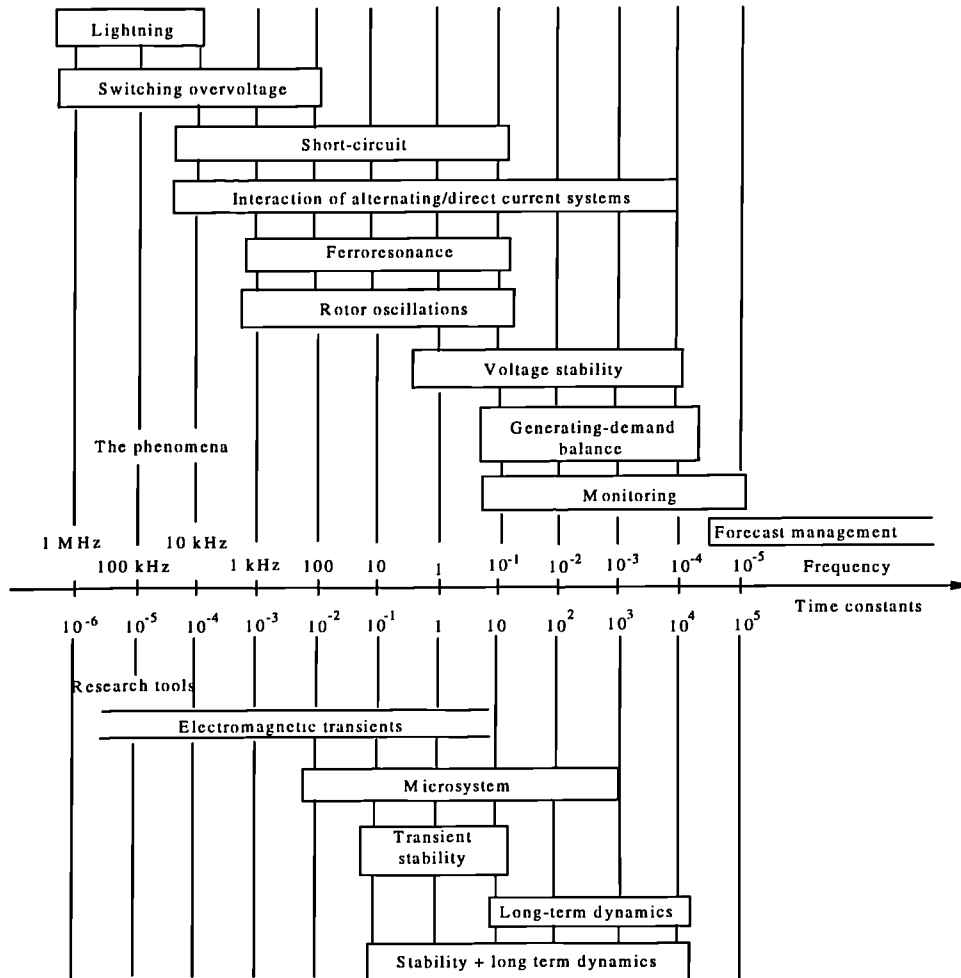 Lightning
Switching overvoltage
Short-circuit
Interaction of alternating/direct current systems
Ferroresonance
Rotor oscillations
Voltage stability
Generating-demand
balance
The phenomena
Monitoring
Forecast management
1 MHz
10 kHz
100 kHz
1 kHz
100
10
1
10⁻¹
10⁻²
10⁻³
10⁻⁴
10⁻⁵
Frequency
Time constants
10⁻⁶
10⁻⁵
10⁻⁴
10⁻³
10⁻²
10⁻¹
1
10
10²
10³
10⁴
10⁵
Research tools
Electromagnetic transients
Microsystem
Transient
stability
Long-term dynamics
Stability + long term dynamics